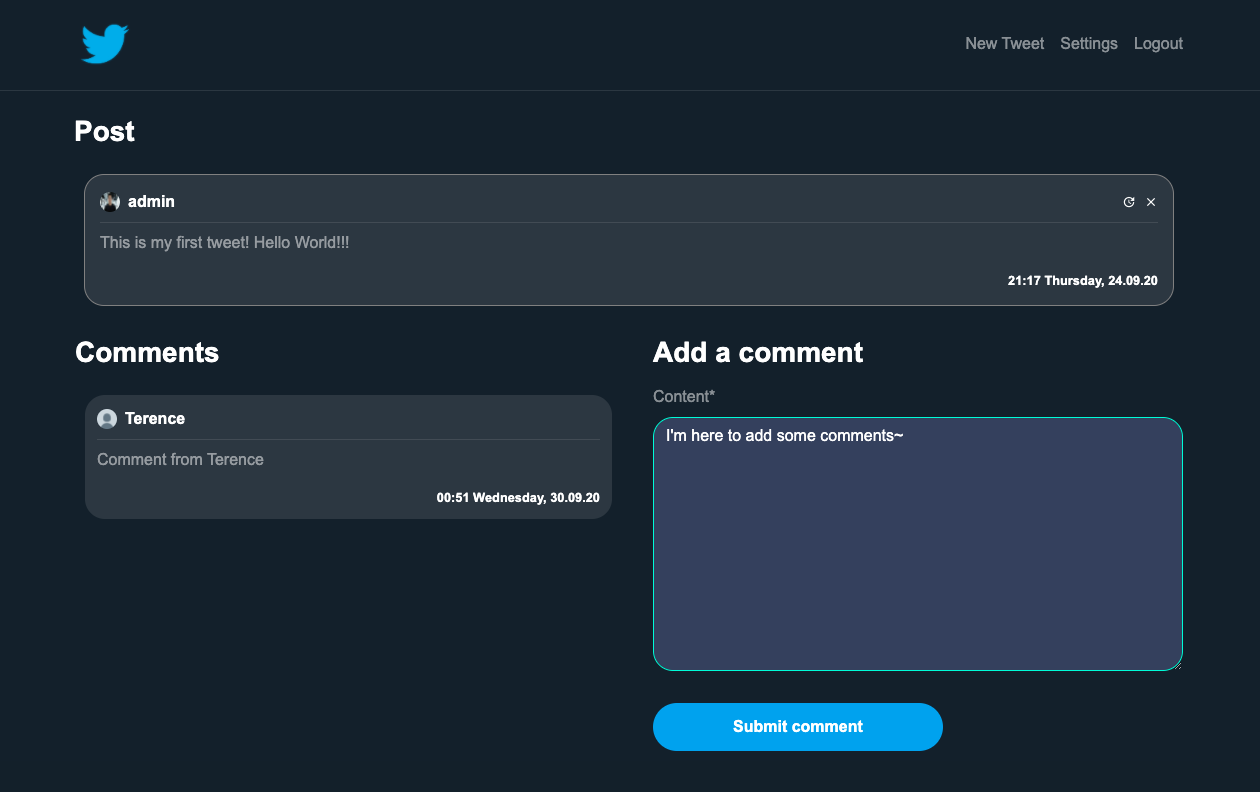 New Tweet Settings Logout
Post
admin
This is my first tweet! Hello World!!!
21:17 Thursday, 24.09.20
Comments
Terence
Comment from Terence
00:51 Wednesday, 30.09.20
Add a comment
Content*
I'm here to add some comments~
Submit comment